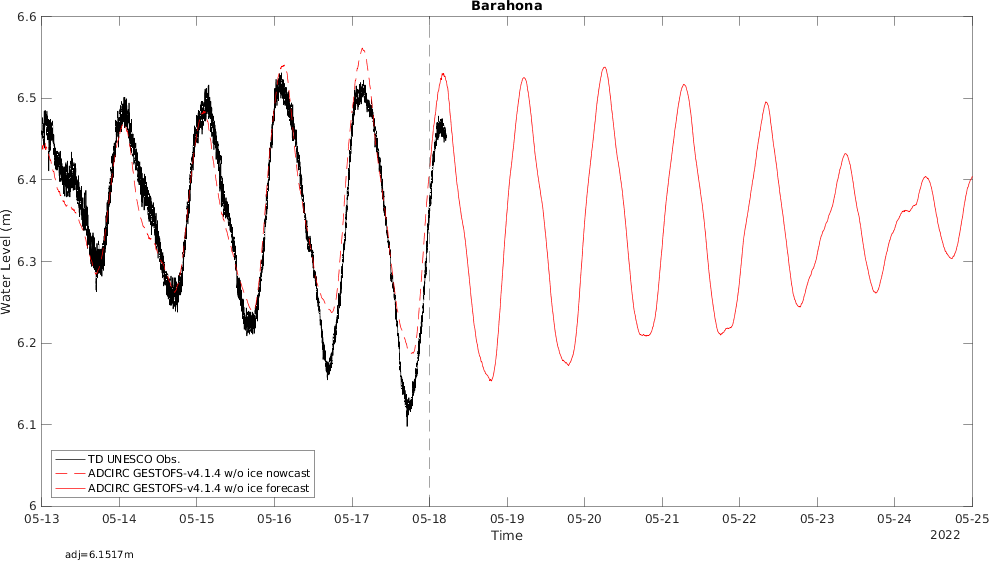 Barahona
6.6
6.5
6.4
6.3
6.2
6.1
6
Water Level (m)
TD UNESCO Obs.
ADCIRC GESTOFS-v4.1.4 w/o ice nowcast
ADCIRC GESTOFS-v4.1.4 w/o ice forecast
05-13 05-14 05-15 05-16 05-17 05-18 05-19 05-20 05-21 05-22 05-23 05-24 05-25
Time
2022
adj=6.1517m